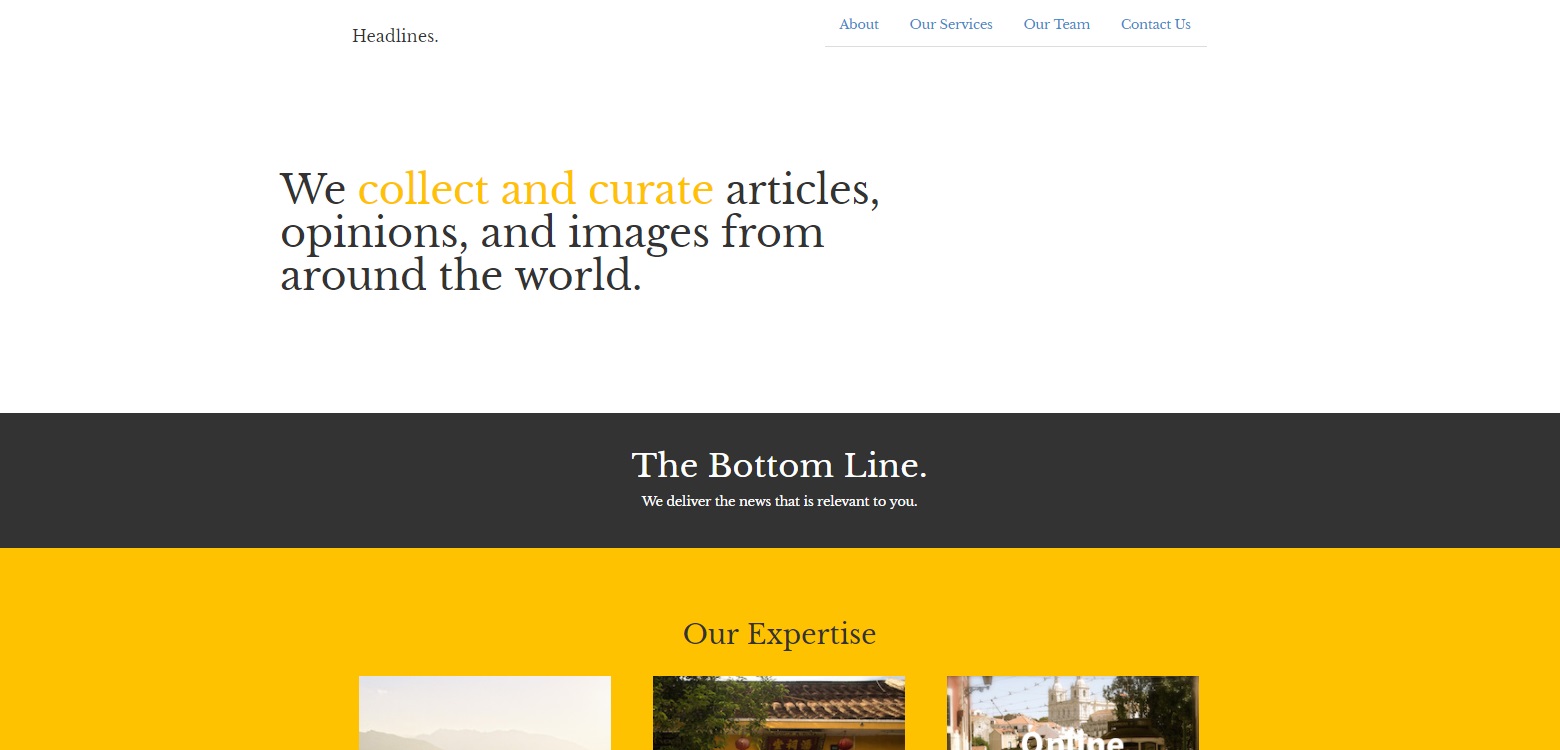 Headlines.
About Our Services Our Team Contact Us
We collect and curate articles,
opinions, and images from
around the world.
The Bottom Line.
We deliver the news that is relevant to you.
Our Expertise
Online